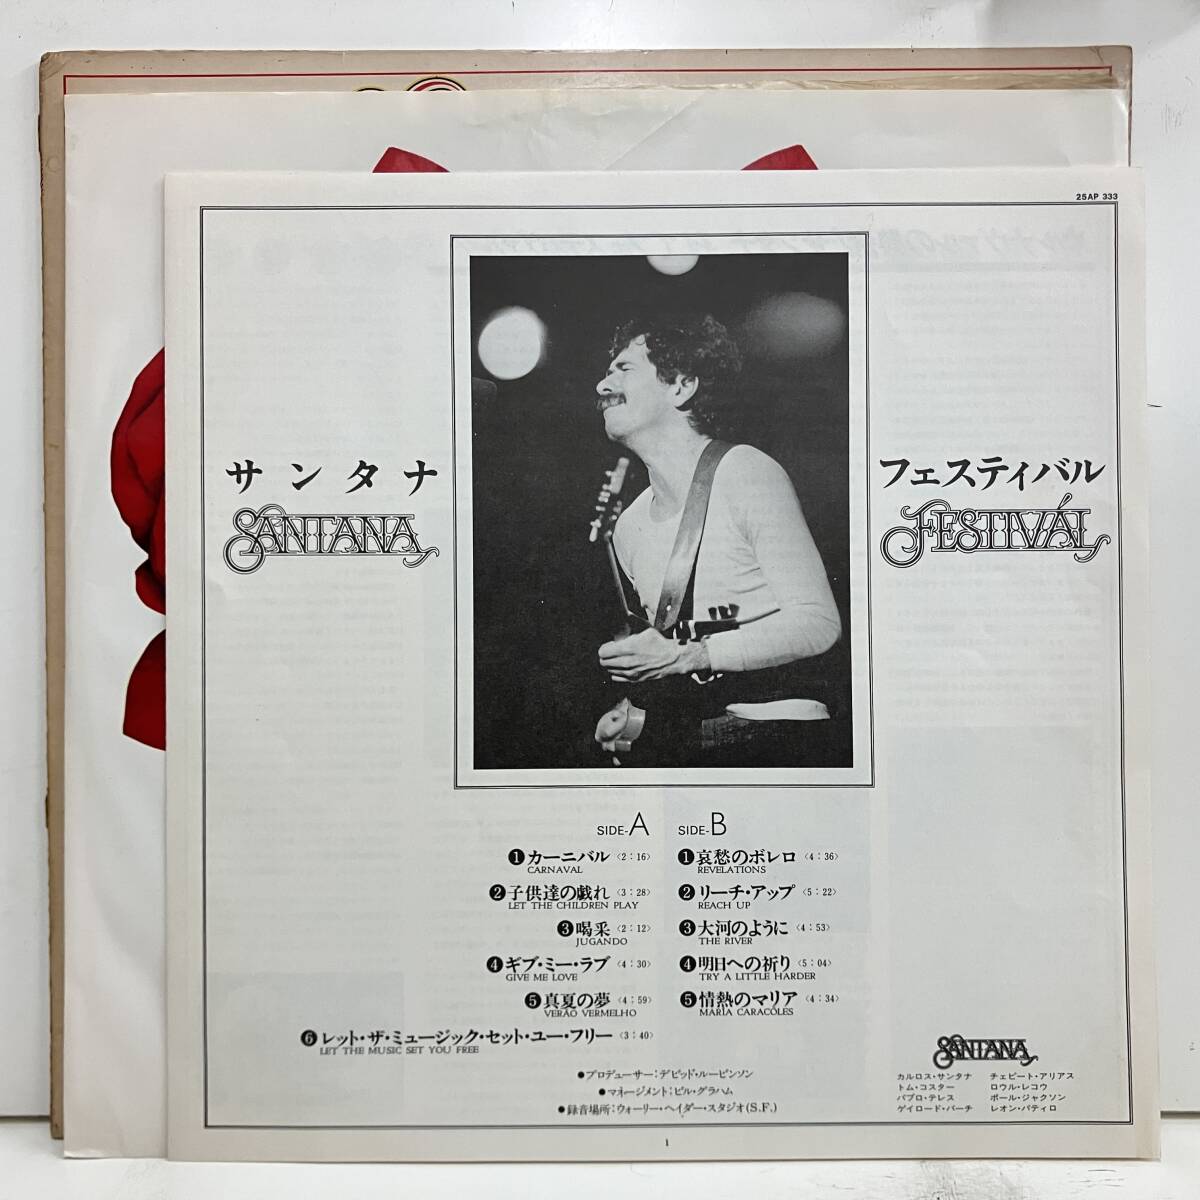 25AP 333
サンタナ
SANTANA
フェスティバル
FESTIVÁL
SIDE-A
❶カーニバル〈2:16〉
CARNAVAL
❷子供達の戯れ〈3:28〉
LET THE CHILDREN PLAY
❸喝采〈2:12〉
JUGANDO
❹ギブ・ミー・ラブ〈4:30〉
GIVE ME LOVE
❺真夏の夢〈4:59〉
VERÃO VERMELHO
❻レット・ザ・ミュージック・セット・ユー・フリー〈3:40〉
LET THE MUSIC SET YOU FREE
SIDE-B
❶哀愁のボレロ〈4:36〉
REVELATIONS
❷リーチ・アップ〈5:22〉
REACH UP
❸大河のように〈4:53〉
THE RIVER
❹明日への祈り〈5:04〉
TRY A LITTLE HARDER
❺情熱のマリア〈4:34〉
MARIA CARACÓLES
●プロデューサー:デビッド・ルービンソン
●マネージメント:ビル・グラハム
●録音場所:ウォーリー・ヘイダー・スタジオ(S.F.)
SANTANA
カルロス・サンタナ チェピート・アリアス
トム・コスター ラウル・レコウ
パブロ・テレス ポール・ジャクソン
ゲイロード・バーチ レオン・パティロ
1